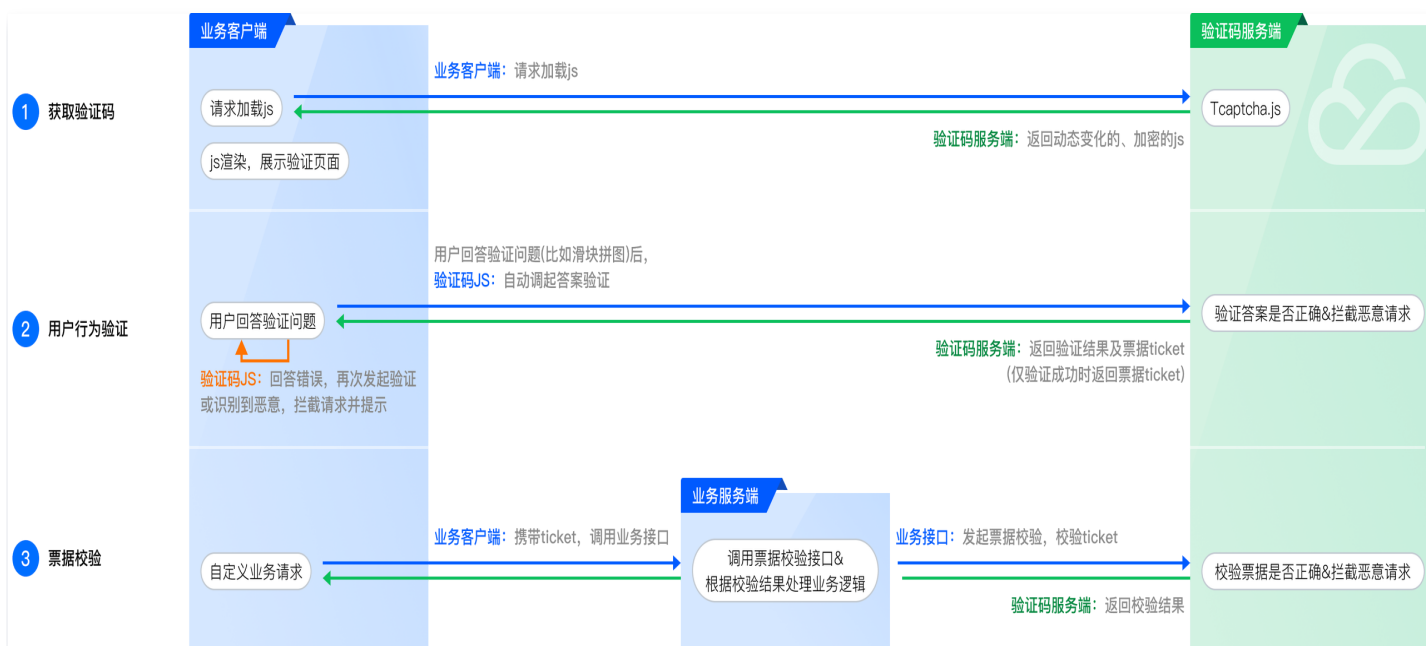 业务客户端
验证码服务端
1 获取验证码
业务客户端：请求加载js
请求加载js
Tcaptcha.js
验证码服务端：返回动态变化的、加密的js
js渲染，展示验证页面
用户回答验证问题(比如滑块拼图)后，
验证码JS：自动调起答案验证
2 用户行为验证
用户回答验证问题
验证答案是否正确&拦截恶意请求
验证码服务端：返回验证结果及票据ticket
(仅验证成功时返回票据ticket)
验证码JS：回答错误，再次发起验证
或识别到恶意，拦截请求并提示
业务服务端
3 票据校验
业务客户端：携带ticket，调用业务接口
业务接口：发起票据校验，校验ticket
自定义业务请求
调用票据校验接口&
根据校验结果处理业务逻辑
校验票据是否正确&拦截恶意请求
验证码服务端：返回校验结果